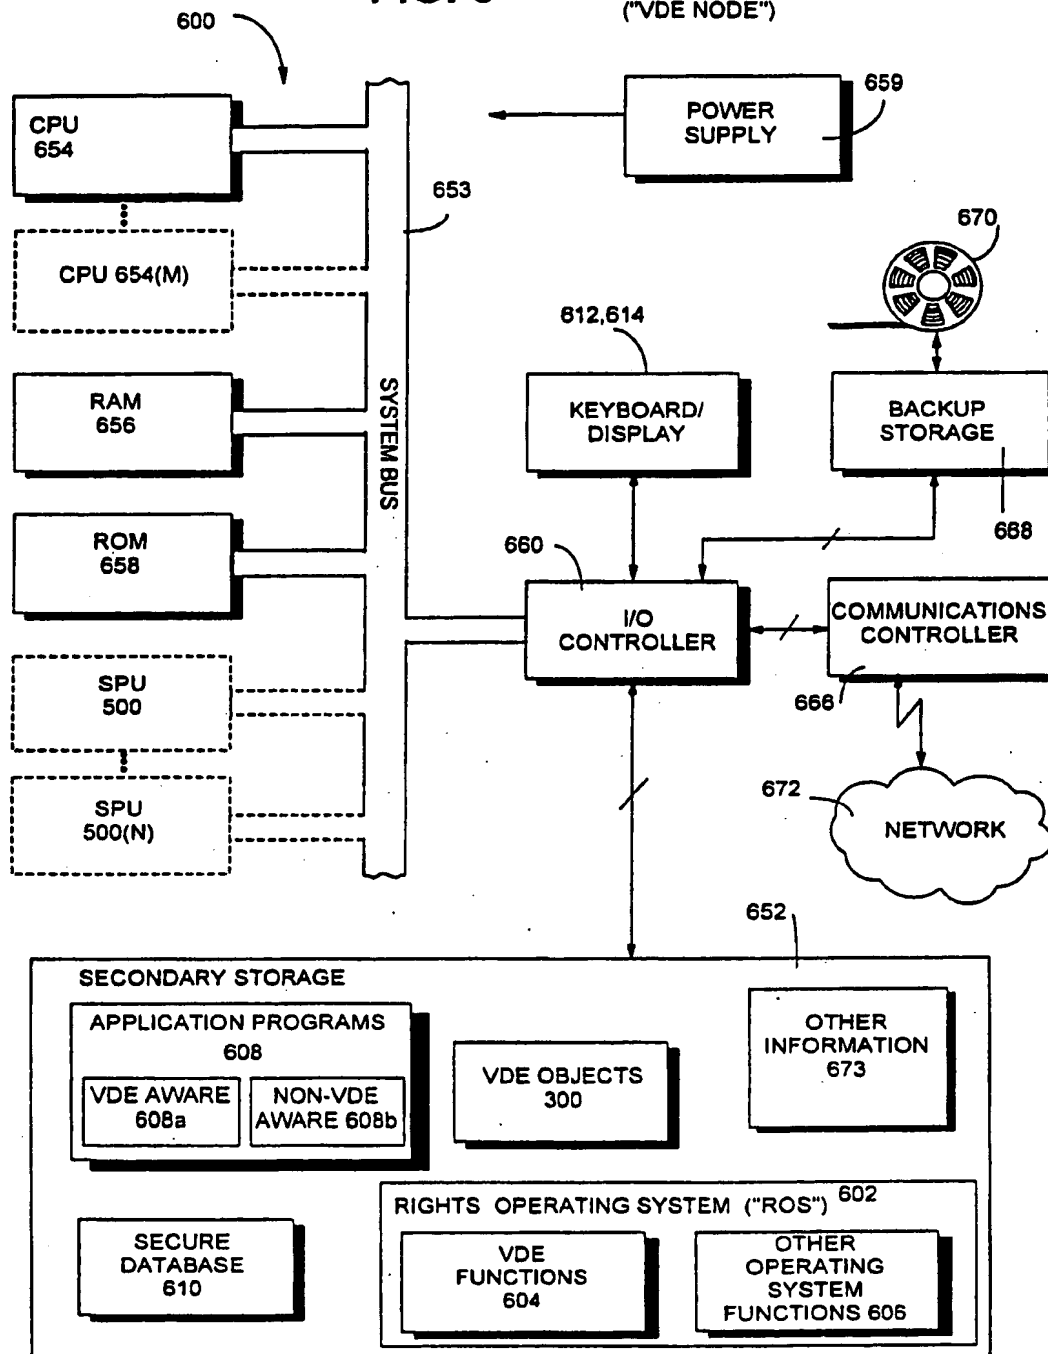 ("VDE NODE")
600
CPU
654
POWER
SUPPLY
659
653
CPU 654(M)
670
612,614
RAM
656
SYSTEM BUS
KEYBOARD/
DISPLAY
BACKUP
STORAGE
668
ROM
658
660
I/O
CONTROLLER
COMMUNICATIONS
CONTROLLER
666
SPU
500
SPU
500(N)
672
NETWORK
652
SECONDARY STORAGE
APPLICATION PROGRAMS
608
VDE AWARE
608a
NON-VDE
AWARE 608b
VDE OBJECTS
300
OTHER
INFORMATION
673
SECURE
DATABASE
610
RIGHTS OPERATING SYSTEM ("ROS") 602
VDE
FUNCTIONS
604
OTHER
OPERATING
SYSTEM
FUNCTIONS 606